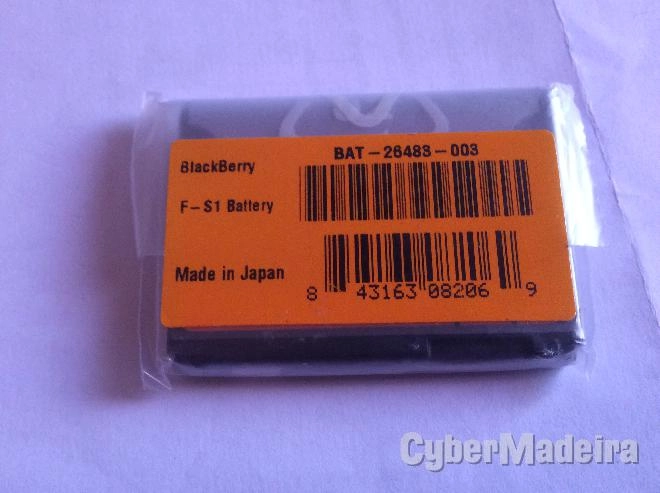 BAT-26483-003
BlackBerry
F-S1 Battery
Made in Japan
8 43163 08206 9
CyberMadeira